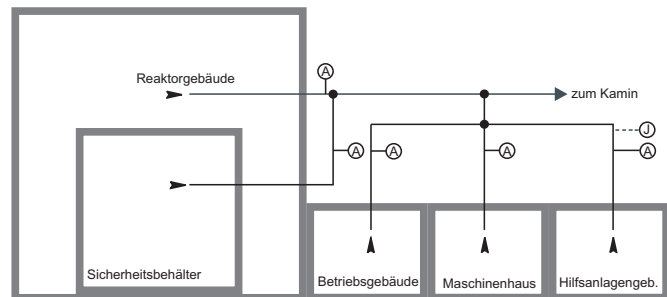 A
Reaktorgebäude
zum Kamin
J
A
A
A
A
Sicherheitsbehälter
Betriebsgebäude
Maschinenhaus
Hilfsanlagengeb.